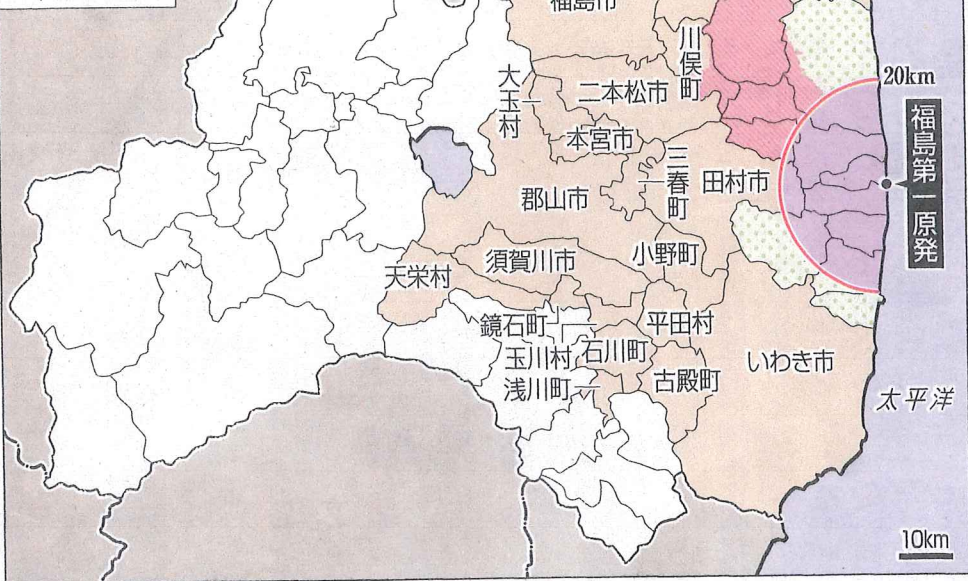 福島市
川俣町
20km
大玉村
二本松市
福島第一原発
本宮市
三春町
田村市
郡山市
小野町
須賀川市
天栄村
鏡石町
平田村
玉川村
石川町
いわき市
浅川町
古殿町
太平洋
10km